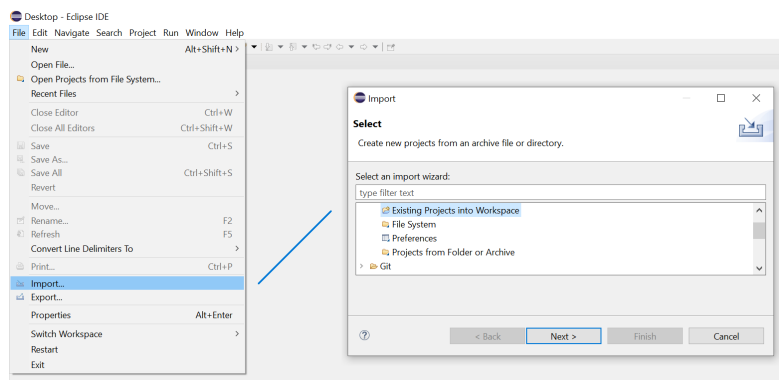 Desktop - Eclipse IDE
File Edit Navigate Search Project Run Window Help
New Alt+Shift+N >
Open File...
Open Projects from File System...
Recent Files >
Close Editor Ctrl+W
Close All Editors Ctrl+Shift+W
Save Ctrl+S
Save As...
Save All Ctrl+Shift+S
Revert
Move...
Rename... F2
Refresh F5
Convert Line Delimiters To >
Print... Ctrl+P
Import...
Export...
Properties Alt+Enter
Switch Workspace >
Restart
Exit
Import
Select
Create new projects from an archive file or directory.
Select an import wizard:
type filter text
Existing Projects into Workspace
File System
Preferences
Projects from Folder or Archive
> Git
? < Back Next > Finish Cancel